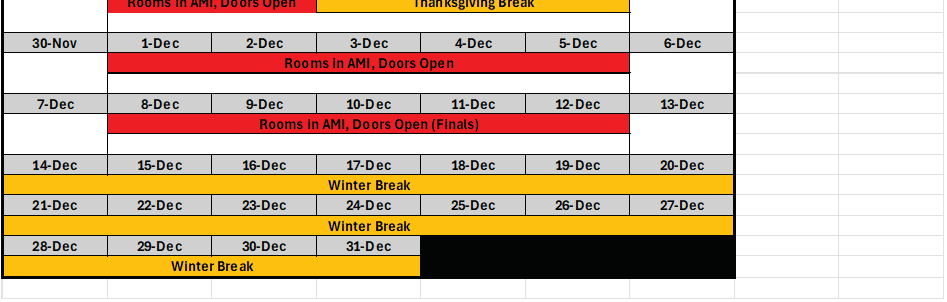 Rooms in AMI, Doors Open Thanksgiving Break
30-Nov 1-Dec 2-Dec 3-Dec 4-Dec 5-Dec 6-Dec
Rooms in AMI, Doors Open
7-Dec 8-Dec 9-Dec 10-Dec 11-Dec 12-Dec 13-Dec
Rooms in AMI, Doors Open (Finals)
14-Dec 15-Dec 16-Dec 17-Dec 18-Dec 19-Dec 20-Dec
Winter Break
21-Dec 22-Dec 23-Dec 24-Dec 25-Dec 26-Dec 27-Dec
Winter Break
28-Dec 29-Dec 30-Dec 31-Dec
Winter Break